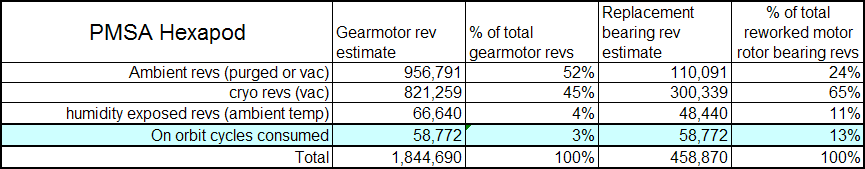 PMSA Hexapod Gearmotor rev estimate % of total gearmotor revs Replacement bearing rev estimate % of total reworked motor rotor bearing revs
Ambient revs (purged or vac) 956,791 52% 110,091 24%
cryo revs (vac) 821,259 45% 300,339 65%
humidity exposed revs (ambient temp) 66,640 4% 48,440 11%
On orbit cycles consumed 58,772 3% 58,772 13%
Total 1,844,690 100% 458,870 100%